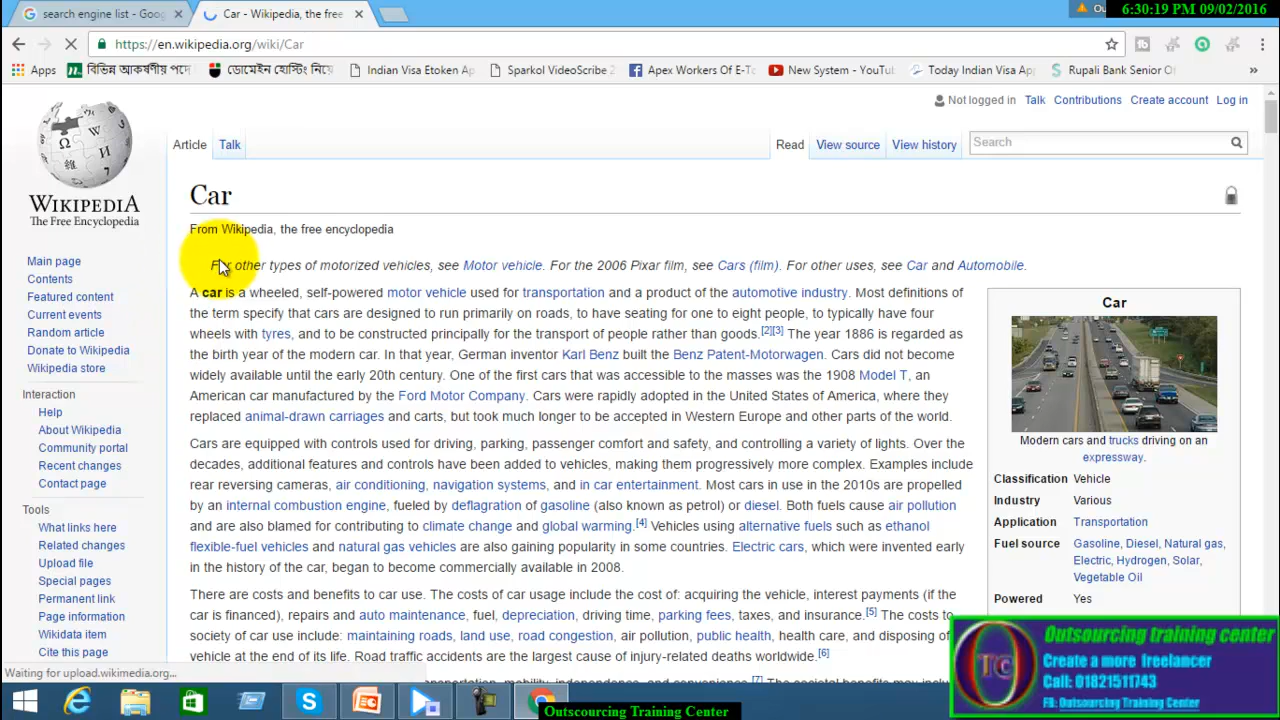 search engine list - Goog
Car - Wikipedia, the free
Ou
6:30:19 PM 09/02/2016
https://en.wikipedia.org/wiki/Car
Apps
বিভিন্ন আকর্ষণীয় পদে
ডোমেইন হোস্টিং নিয়ে
Indian Visa Etoken Ap
Sparkol VideoScribe 2
Apex Workers Of E-To
New System - YouTub
Today Indian Visa App
Rupali Bank Senior Of
»
Not logged in Talk Contributions Create account Log in
Article Talk
Read View source View history
Search
WIKIPEDIA
The Free Encyclopedia
Main page
Contents
Featured content
Current events
Random article
Donate to Wikipedia
Wikipedia store
Interaction
Help
About Wikipedia
Community portal
Recent changes
Contact page
Tools
What links here
Related changes
Upload file
Special pages
Permanent link
Page information
Wikidata item
Cite this page
Car
From Wikipedia, the free encyclopedia
For other types of motorized vehicles, see Motor vehicle. For the 2006 Pixar film, see Cars (film). For other uses, see Car and Automobile.
A car is a wheeled, self-powered motor vehicle used for transportation and a product of the automotive industry. Most definitions of
the term specify that cars are designed to run primarily on roads, to have seating for one to eight people, to typically have four
wheels with tyres, and to be constructed principally for the transport of people rather than goods.[2][3] The year 1886 is regarded as
the birth year of the modern car. In that year, German inventor Karl Benz built the Benz Patent-Motorwagen. Cars did not become
widely available until the early 20th century. One of the first cars that was accessible to the masses was the 1908 Model T, an
American car manufactured by the Ford Motor Company. Cars were rapidly adopted in the United States of America, where they
replaced animal-drawn carriages and carts, but took much longer to be accepted in Western Europe and other parts of the world.
Cars are equipped with controls used for driving, parking, passenger comfort and safety, and controlling a variety of lights. Over the
decades, additional features and controls have been added to vehicles, making them progressively more complex. Examples include
rear reversing cameras, air conditioning, navigation systems, and in car entertainment. Most cars in use in the 2010s are propelled
by an internal combustion engine, fueled by deflagration of gasoline (also known as petrol) or diesel. Both fuels cause air pollution
and are also blamed for contributing to climate change and global warming.[4] Vehicles using alternative fuels such as ethanol
flexible-fuel vehicles and natural gas vehicles are also gaining popularity in some countries. Electric cars, which were invented early
in the history of the car, began to become commercially available in 2008.
There are costs and benefits to car use. The costs of car usage include the cost of: acquiring the vehicle, interest payments (if the
car is financed), repairs and auto maintenance, fuel, depreciation, driving time, parking fees, taxes, and insurance.[5] The costs to
society of car use include: maintaining roads, land use, road congestion, air pollution, public health, health care, and disposing of
vehicle at the end of its life. Road traffic accidents are the largest cause of injury-related deaths worldwide.[6]
Car
Modern cars and trucks driving on an
expressway.
Classification Vehicle
Industry Various
Application Transportation
Fuel source Gasoline, Diesel, Natural gas,
Electric, Hydrogen, Solar,
Vegetable Oil
Powered Yes
Waiting for upload.wikimedia.org...
Outsourcing training center
Create a more freelancer
Call: 01821511743
FB: Outsourcing Training Center
Outscourcing Training Center